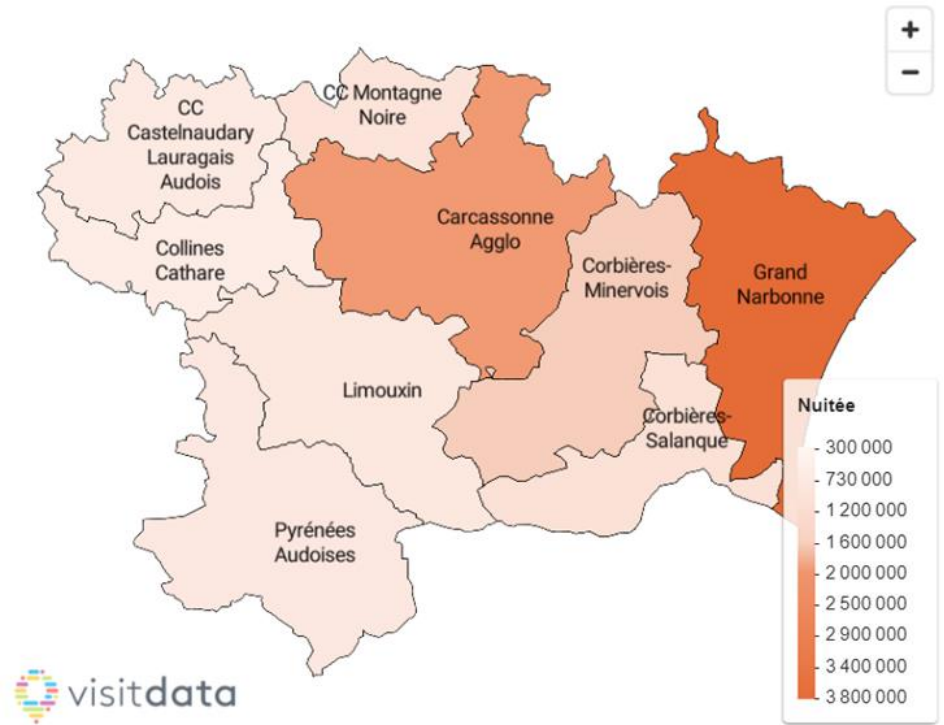 +
−
CC Montagne
Noire
CC
Castelnaudary
Lauragais
Audois
Carcassonne
Agglo
Collines
Cathare
Corbières-
Minervois
Grand
Narbonne
Limouxin
Corbières-
Salanque
Pyrénées
Audoises
Nuitée
300 000
730 000
1 200 000
1 600 000
2 000 000
2 500 000
2 900 000
3 400 000
3 800 000
visitdata